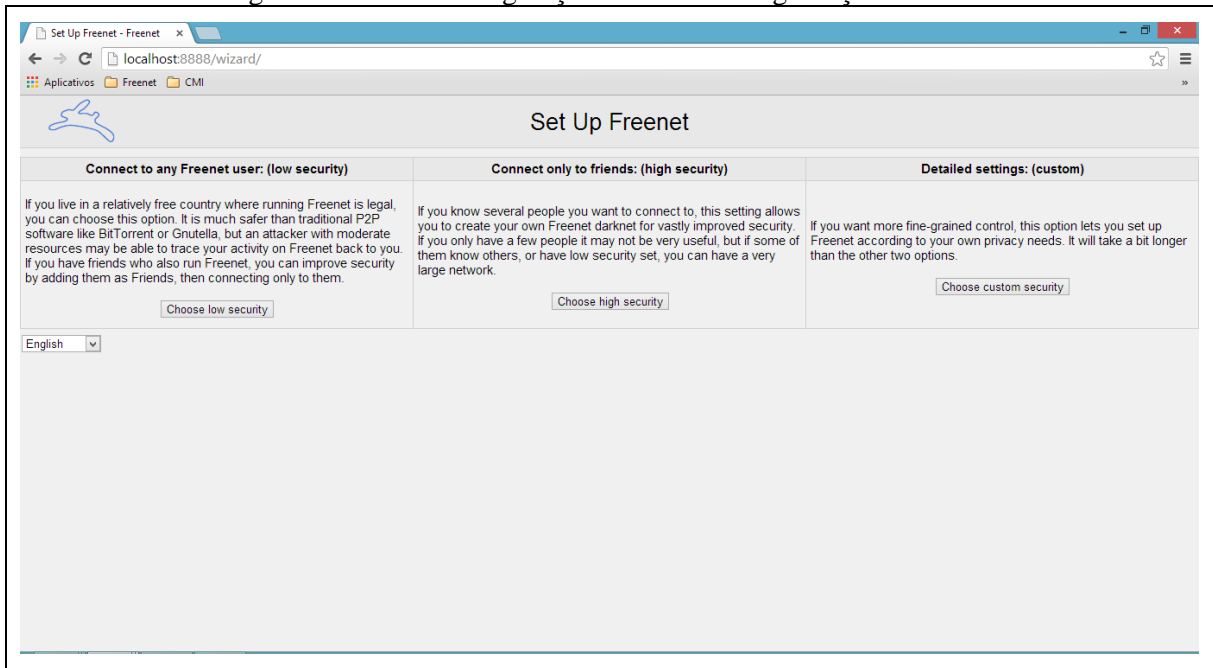 Set Up Freenet - Freenet
localhost:8888/wizard/
Aplicativos Freenet CMI
Set Up Freenet
Connect to any Freenet user: (low security)
If you live in a relatively free country where running Freenet is legal,
you can choose this option. It is much safer than traditional P2P
software like BitTorrent or Gnutella, but an attacker with moderate
resources may be able to trace your activity on Freenet back to you.
If you have friends who also run Freenet, you can improve security
by adding them as Friends, then connecting only to them.
Choose low security
Connect only to friends: (high security)
If you know several people you want to connect to, this setting allows
you to create your own Freenet darknet for vastly improved security.
If you only have a few people it may not be very useful, but if some of
them know others, or have low security set, you can have a very
large network.
Choose high security
Detailed settings: (custom)
If you want more fine-grained control, this option lets you set up
Freenet according to your own privacy needs. It will take a bit longer
than the other two options.
Choose custom security
English